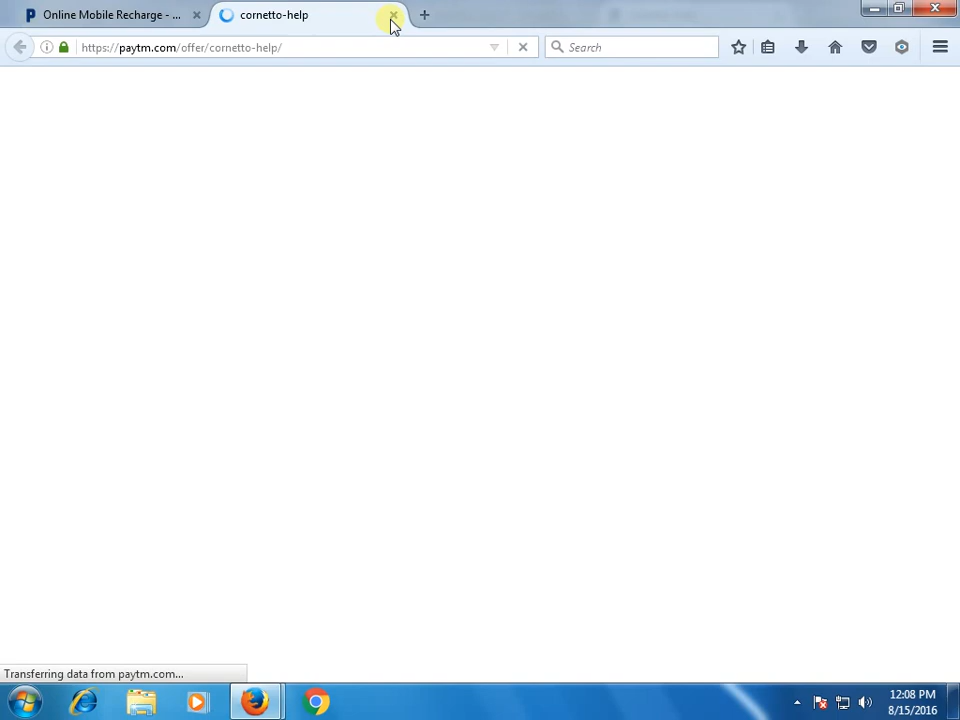 Online Mobile Recharge - ...
cornetto-help
https://paytm.com/offer/cornetto-help/
Search
Transferring data from paytm.com...
12:08 PM
8/15/2016